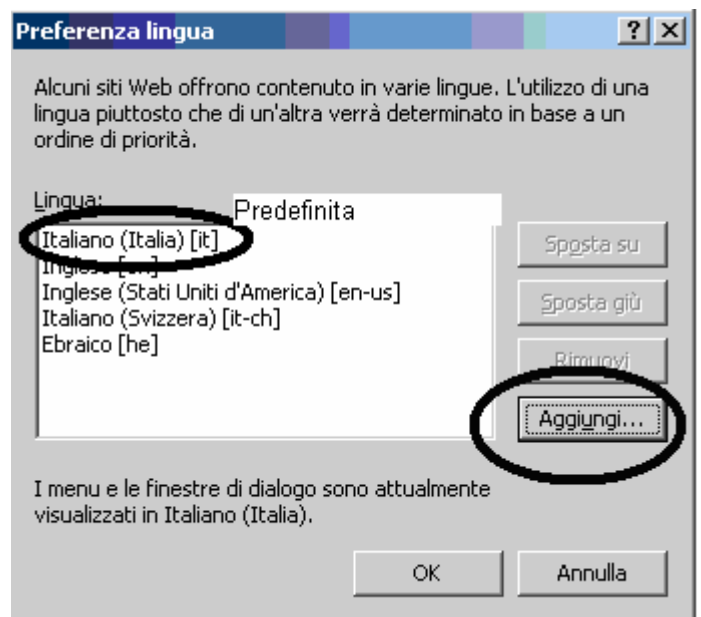 Preferenza lingua
Alcuni siti Web offrono contenuto in varie lingue. L'utilizzo di una
lingua piuttosto che di un'altra verrà determinato in base a un
ordine di priorità.
Lingua:
Predefinita
Italiano (Italia) [it]
Inglese [en]
Inglese (Stati Uniti d'America) [en-us]
Italiano (Svizzera) [it-ch]
Ebraico [he]
Sposta su
Sposta giù
Rimuovi
Aggiungi...
I menu e le finestre di dialogo sono attualmente
visualizzati in Italiano (Italia).
OK
Annulla